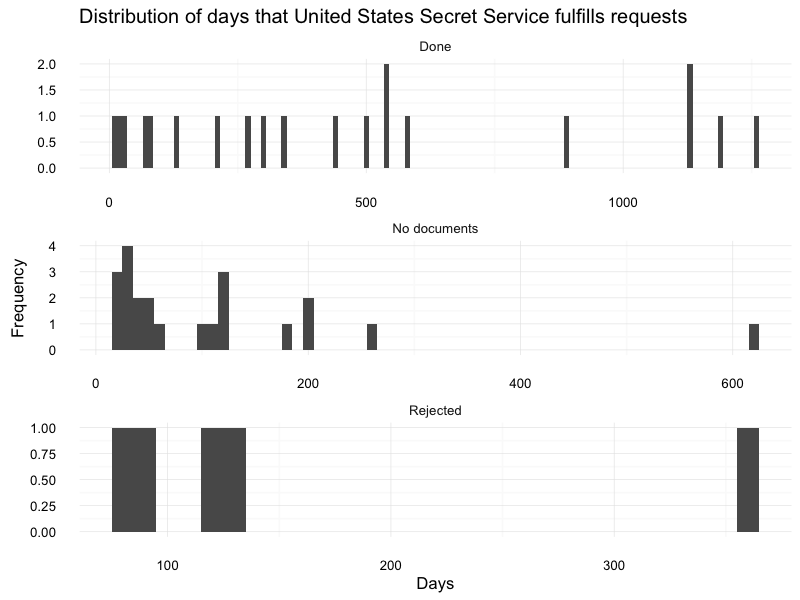 Distribution of days that United States Secret Service fulfills requests
Done
2.0
1.5
1.0
0.5
0.0
0 500 1000
No documents
4
3
2
1
0
0 200 400 600
Frequency
Rejected
1.00
0.75
0.50
0.25
0.00
100 200 300
Days